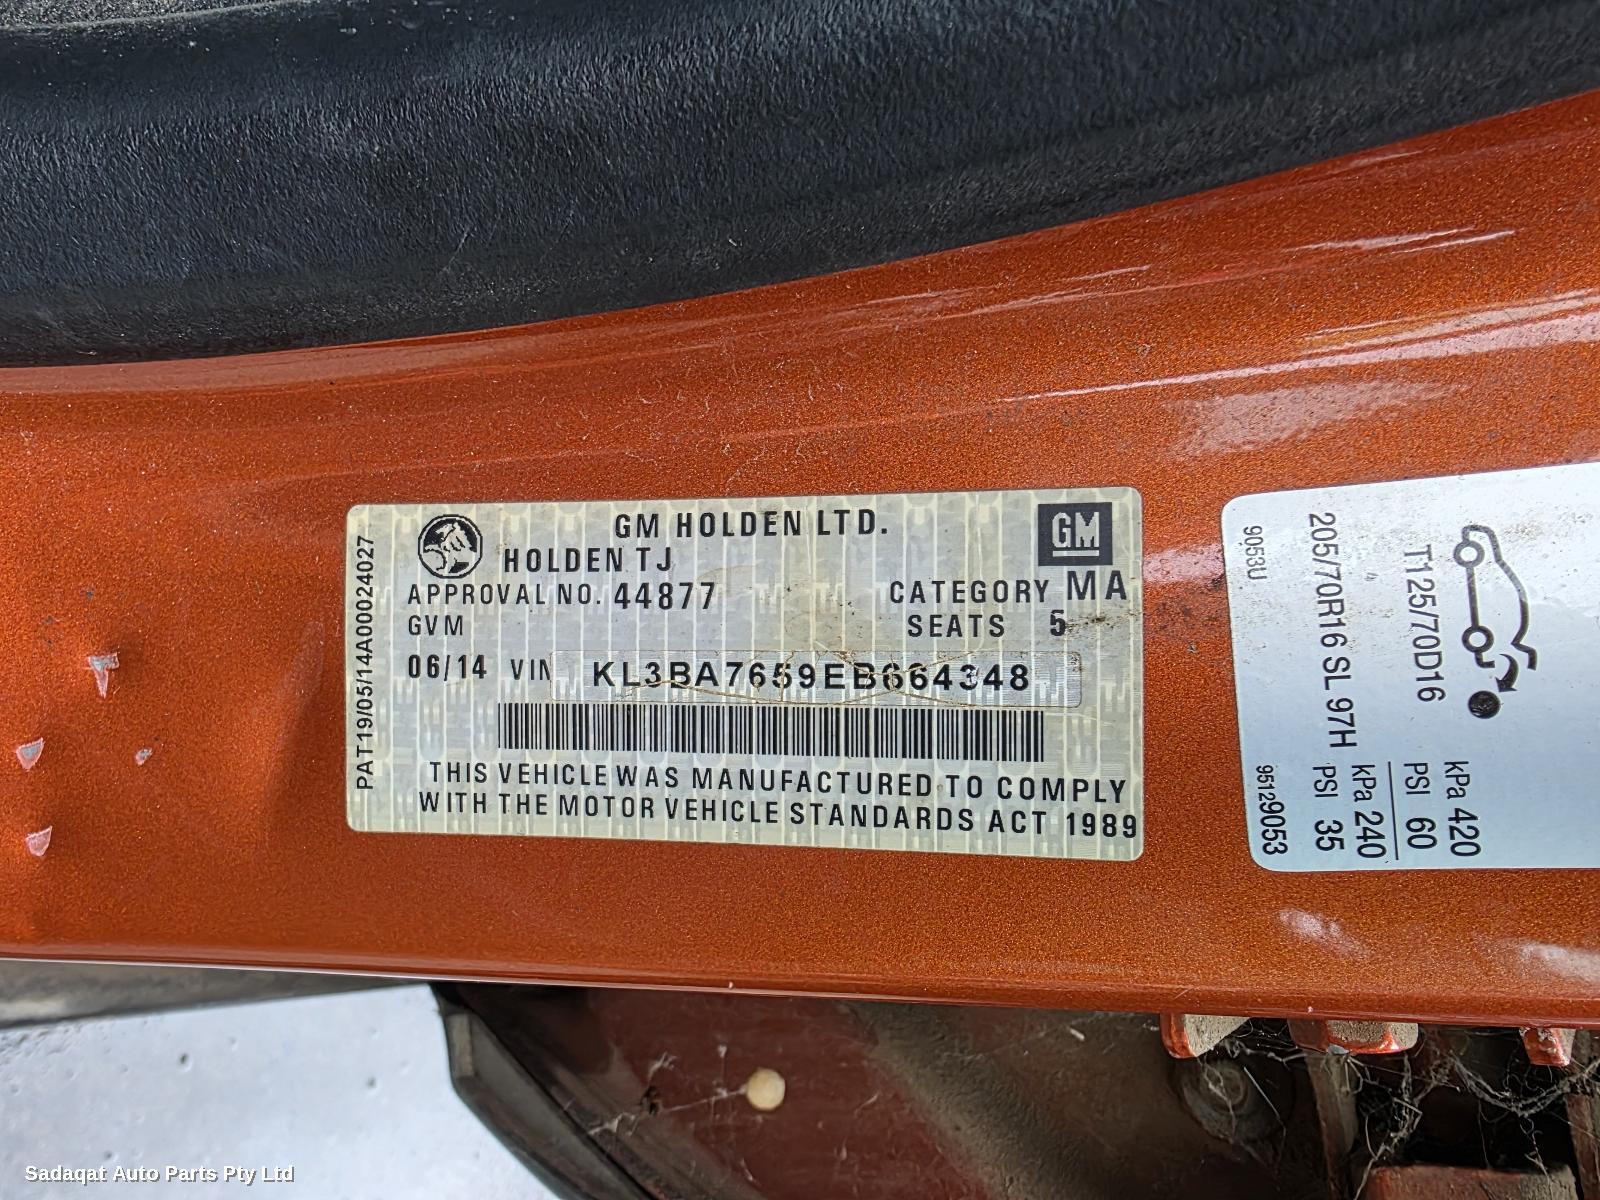 GM HOLDEN LTD.
HOLDEN TJ
GM
APPROVAL NO. 44877
CATEGORY MA
GVM
SEATS 5
06/14 VIN KL3BA7659EB664348
THIS VEHICLE WAS MANUFACTURED TO COMPLY
WITH THE MOTOR VEHICLE STANDARDS ACT 1989
PAT19/05/14A00024027
T125/70D16
kPa 420
PSI 60
205/70R16 SL 97H
kPa 240
PSI 35
9053U
95129053
Sadaqat Auto Parts Pty Ltd